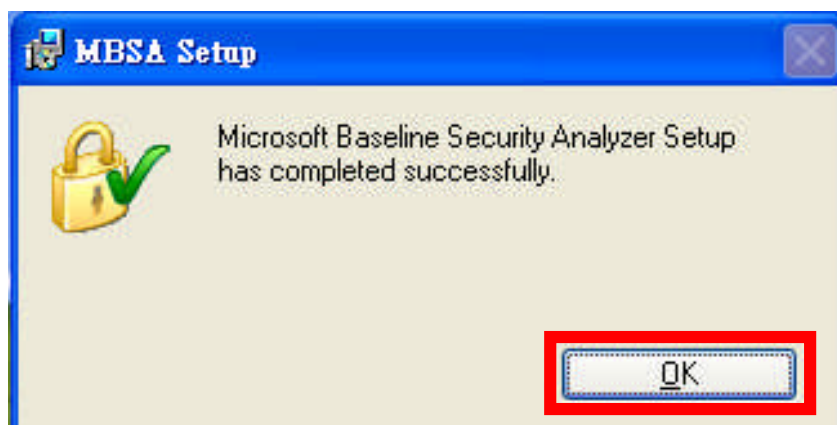 MBSA Setup
Microsoft Baseline Security Analyzer Setup
has completed successfully.
OK